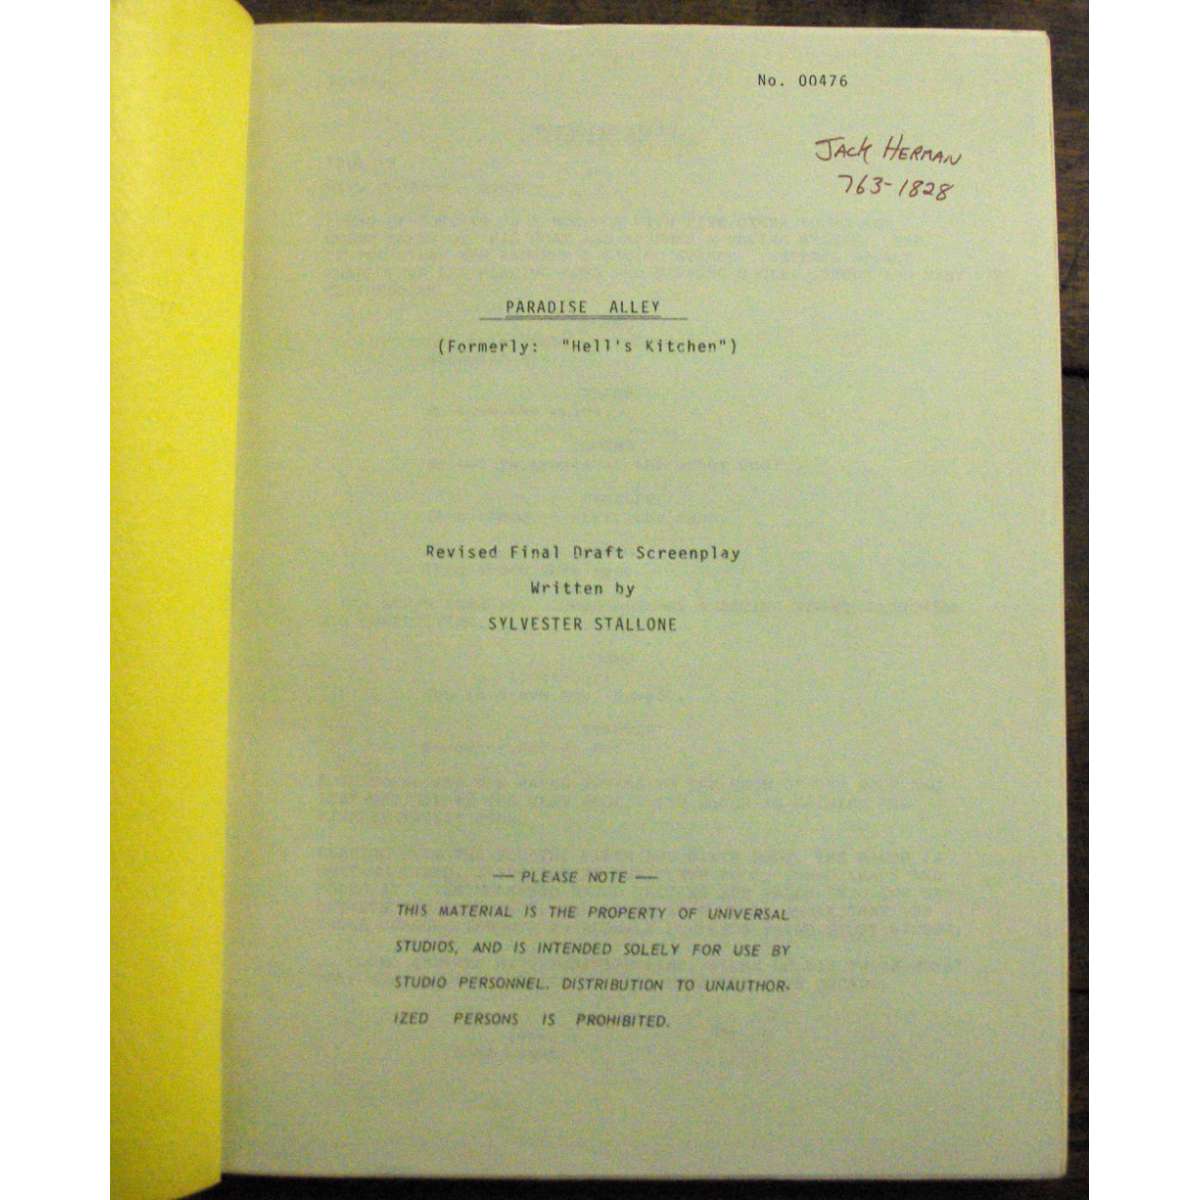 No. 00476
JACK HERMAN
763-1828
PARADISE ALLEY
(Formerly: "Hell's Kitchen")
Revised Final Draft Screenplay
Written by
SYLVESTER STALLONE
— PLEASE NOTE —
THIS MATERIAL IS THE PROPERTY OF UNIVERSAL
STUDIOS, AND IS INTENDED SOLELY FOR USE BY
STUDIO PERSONNEL. DISTRIBUTION TO UNAUTHOR-
IZED PERSONS IS PROHIBITED.